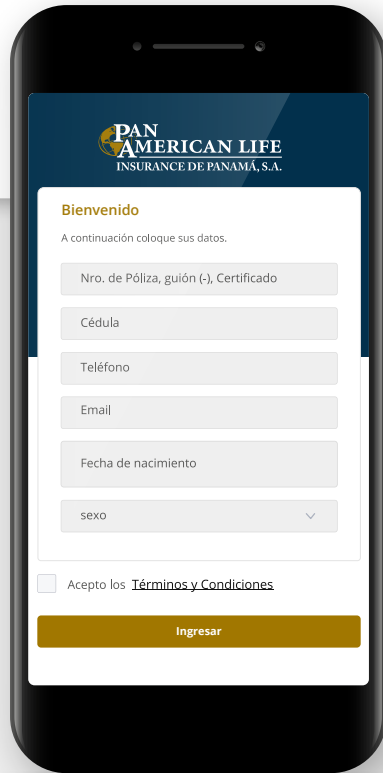 PAN
AMERICAN LIFE
INSURANCE DE PANAMÁ, S.A.
Bienvenido
A continuación coloque sus datos.
Nro. de Póliza, guión (-), Certificado
Cédula
Teléfono
Email
Fecha de nacimiento
sexo
Acepto los Términos y Condiciones
Ingresar